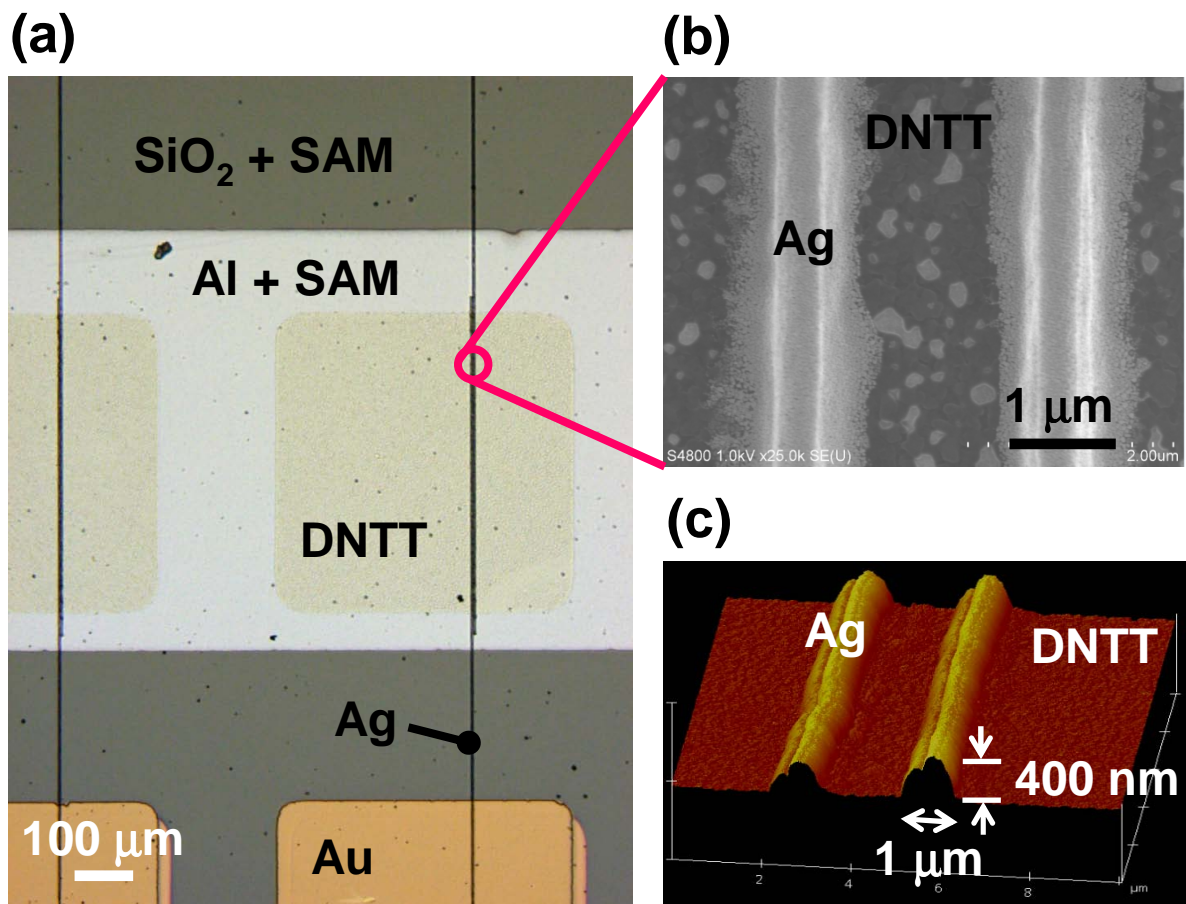 (a)
SiO₂ + SAM
Al + SAM
DNTT
Ag
100 μm
Au
(b)
DNTT
Ag
1 μm
S4800 1.0kV x25.0k SE(U)
2.00um
(c)
Ag
DNTT
400 nm
1 μm
2
4
6
8
μm